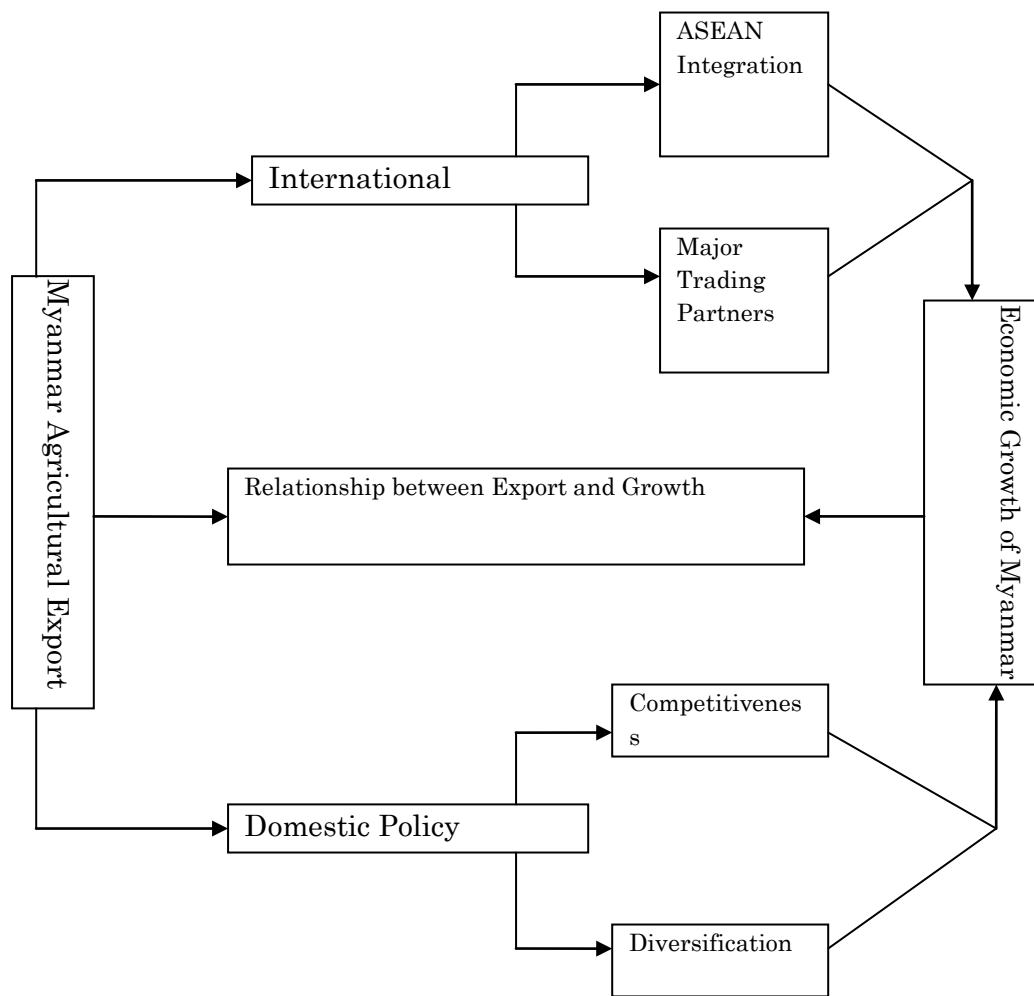 ASEAN
Integration
International
Major
Trading
Partners
Myanmar Agricultural Export
Relationship between Export and Growth
Economic Growth of Myanmar
Competitivenes
s
Domestic Policy
Diversification